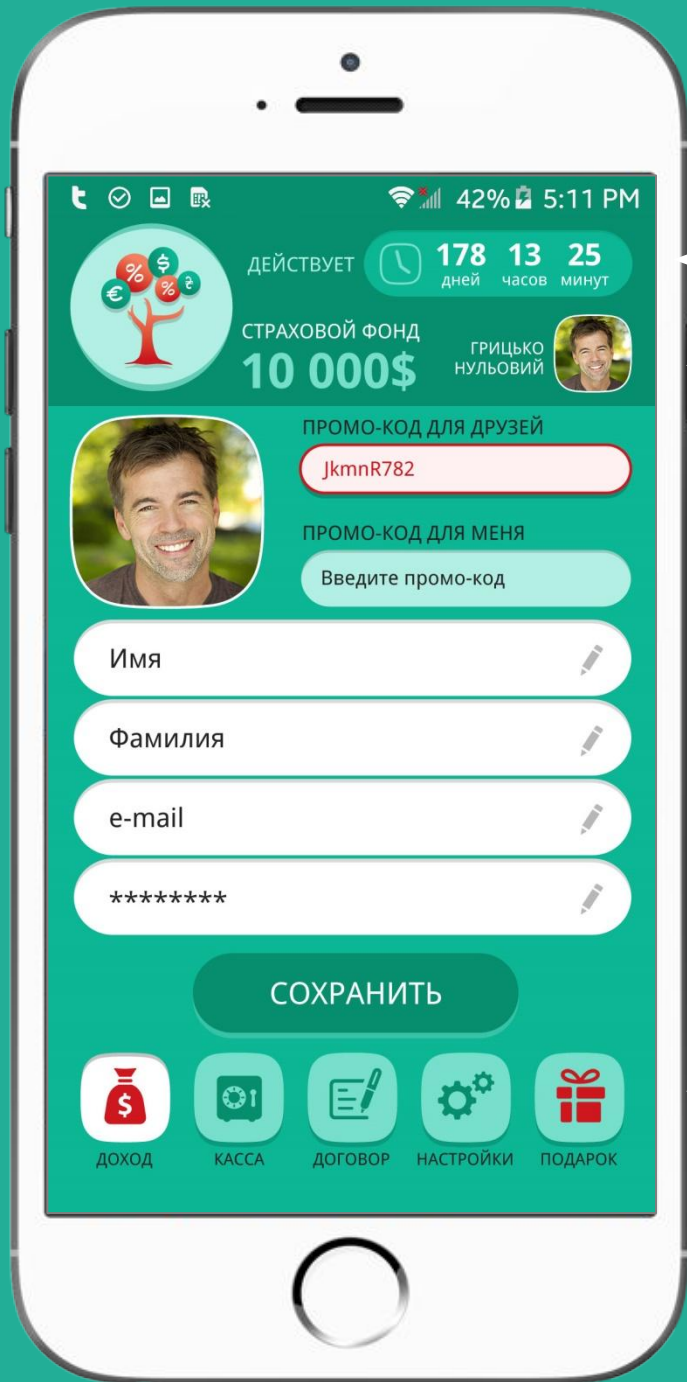 42% 5:11 PM
ДЕЙСТВУЕТ 178 13 25
дней часов минут
СТРАХОВОЙ ФОНД
10 000$
ГРИЦЬКО
НУЛЬОВИЙ
ПРОМО-КОД ДЛЯ ДРУЗЕЙ
JkmnR782
ПРОМО-КОД ДЛЯ МЕНЯ
Введите промо-код
Имя
Фамилия
e-mail
********
СОХРАНИТЬ
ДОХОД КАССА ДОГОВОР НАСТРОЙКИ ПОДАРОК